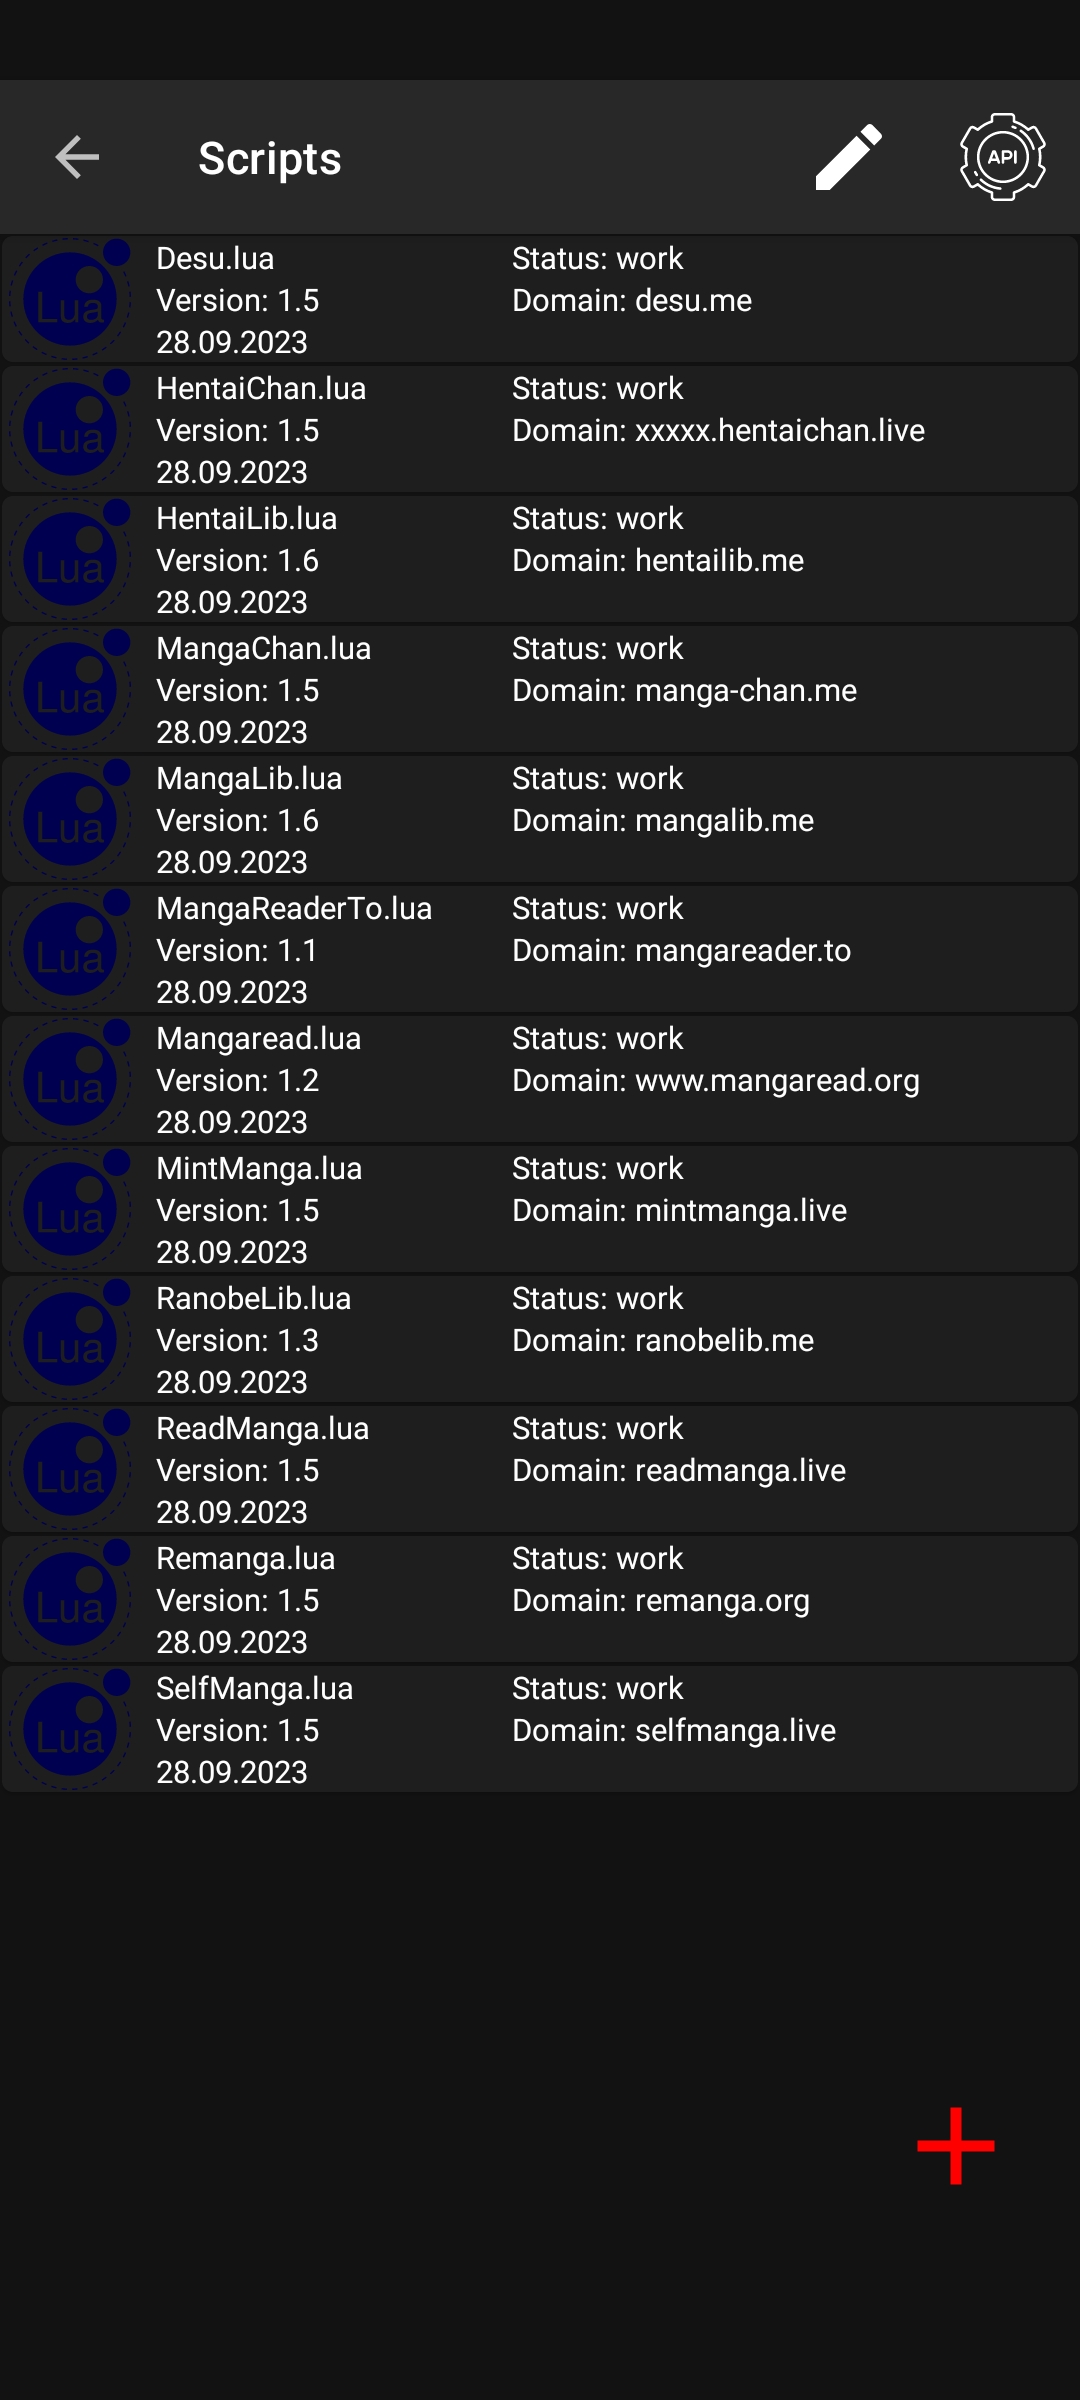 Scripts
API
Lua
Desu.lua
Version: 1.5
28.09.2023
Status: work
Domain: desu.me
Lua
HentaiChan.lua
Version: 1.5
28.09.2023
Status: work
Domain: xxxxx.hentaichan.live
Lua
HentaiLib.lua
Version: 1.6
28.09.2023
Status: work
Domain: hentailib.me
Lua
MangaChan.lua
Version: 1.5
28.09.2023
Status: work
Domain: manga-chan.me
Lua
MangaLib.lua
Version: 1.6
28.09.2023
Status: work
Domain: mangalib.me
Lua
MangaReaderTo.lua
Version: 1.1
28.09.2023
Status: work
Domain: mangareader.to
Lua
Mangaread.lua
Version: 1.2
28.09.2023
Status: work
Domain: www.mangaread.org
Lua
MintManga.lua
Version: 1.5
28.09.2023
Status: work
Domain: mintmanga.live
Lua
RanobeLib.lua
Version: 1.3
28.09.2023
Status: work
Domain: ranobelib.me
Lua
ReadManga.lua
Version: 1.5
28.09.2023
Status: work
Domain: readmanga.live
Lua
Remanga.lua
Version: 1.5
28.09.2023
Status: work
Domain: remanga.org
Lua
SelfManga.lua
Version: 1.5
28.09.2023
Status: work
Domain: selfmanga.live